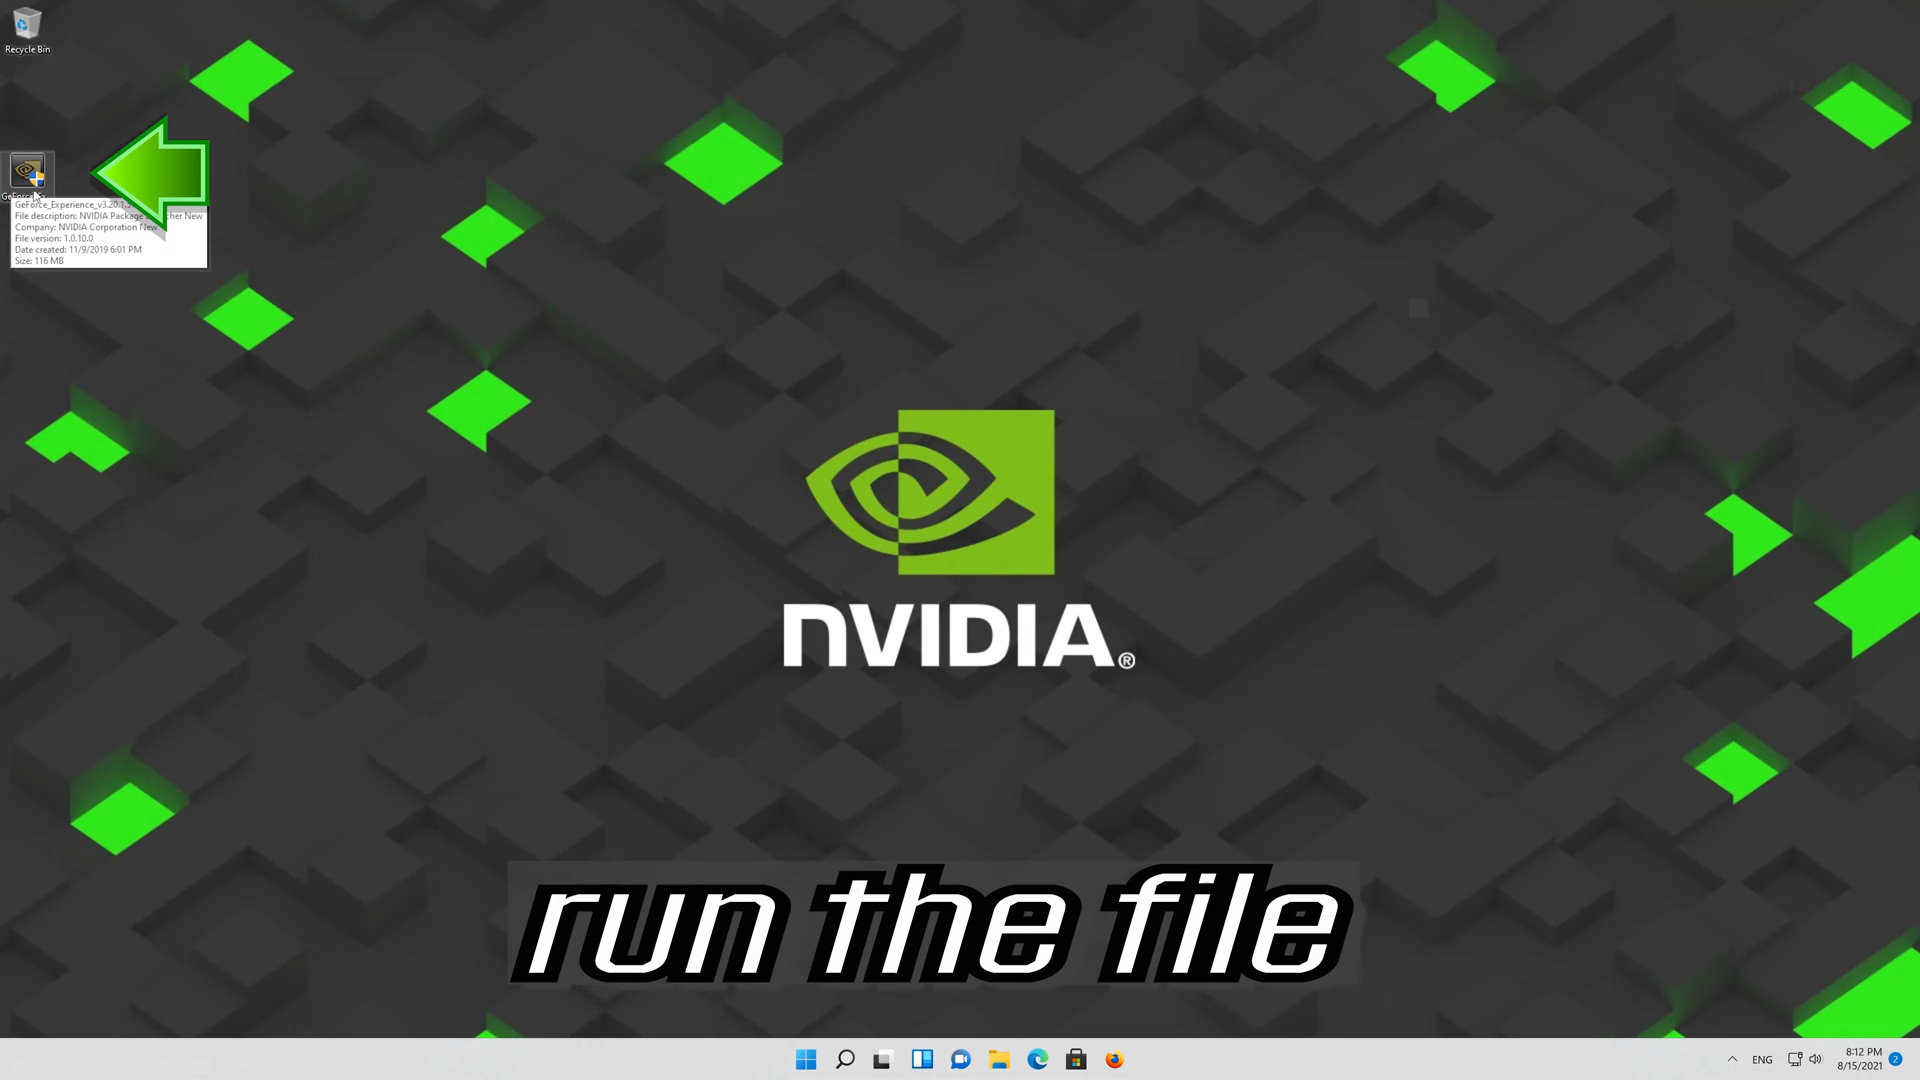 Recycle Bin
GeForce_Experience_v3.20.1.
File description: NVIDIA Package
cher New
Company: NVIDIA Corporation New
File version: 1.0.10.0
Date created: 11/9/2019 6:01 PM
Size: 116 MB
NVIDIA®
run the file
ENG
8:12 PM
8/15/2021
2